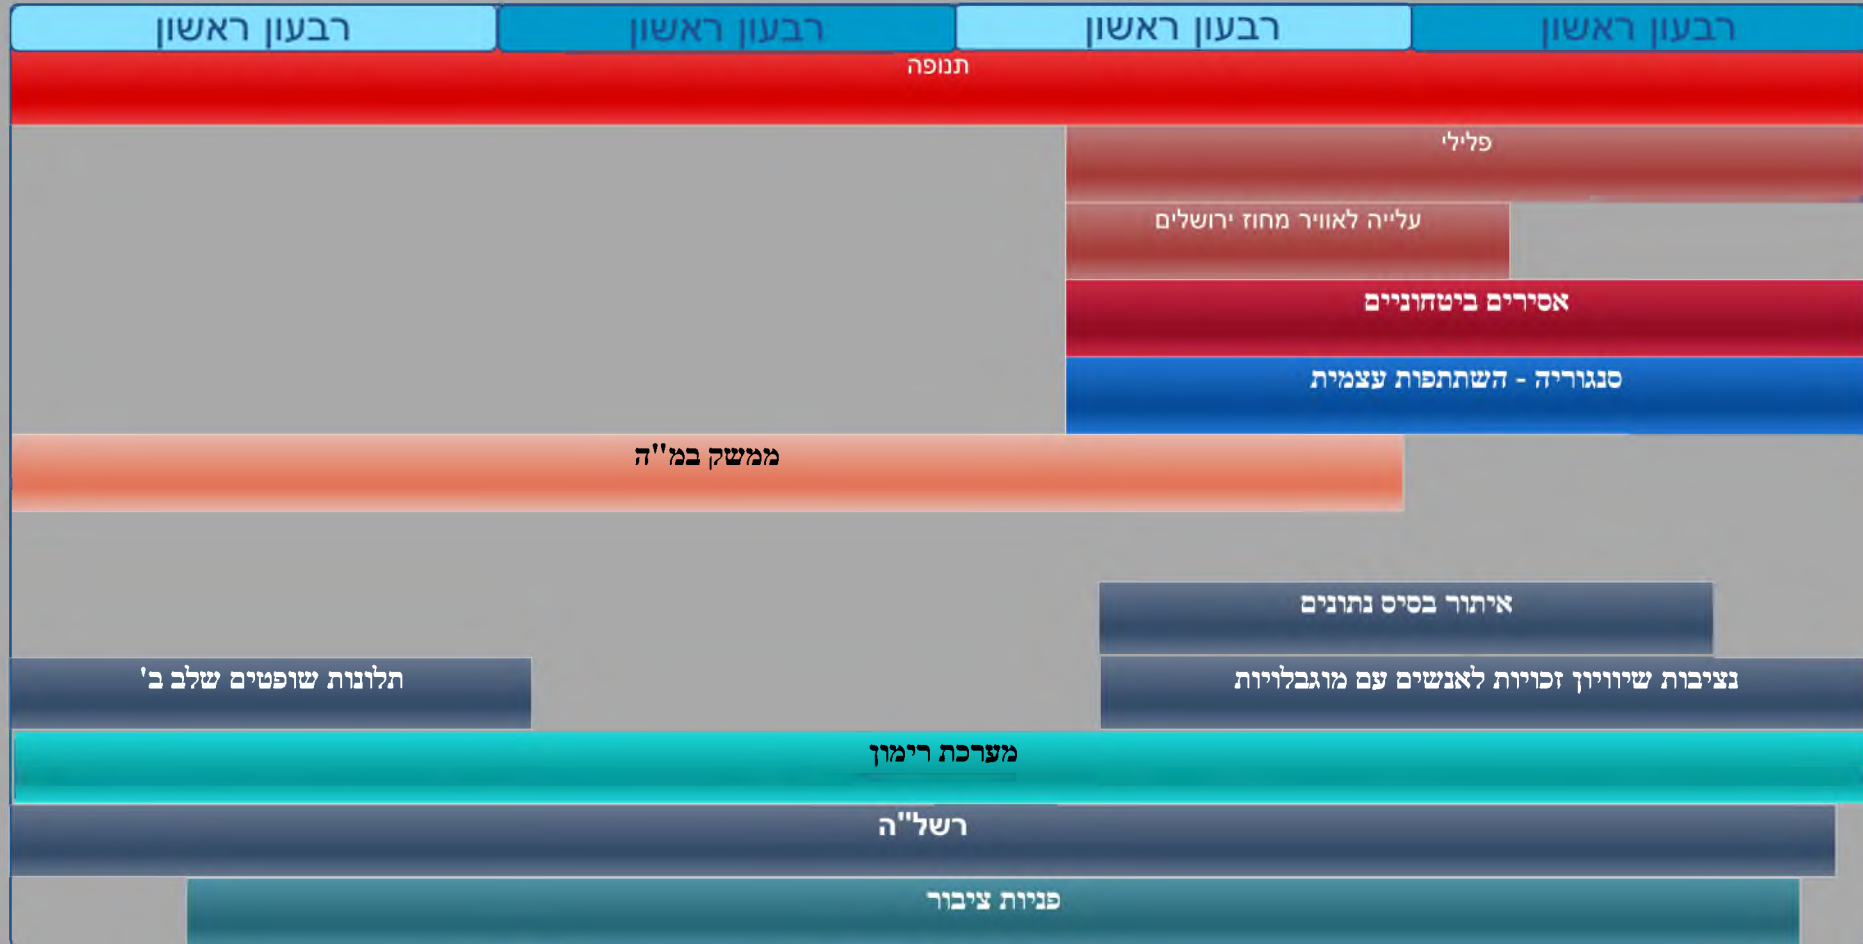 רבעון ראשון
רבעון ראשון
רבעון ראשון
רבעון ראשון
תנופה
פלילי
עלייה לאוויר מחוז ירושלים
אסירים ביטחוניים
סנגוריה - השתתפות עצמית
ממשק במ"ה
איתור בסיס נתונים
נציבות שיוויון זכויות לאנשים עם מוגבלויות
תלונות שופטים שלב ב'
מערכת רימון
רשל"ה
פניות ציבור